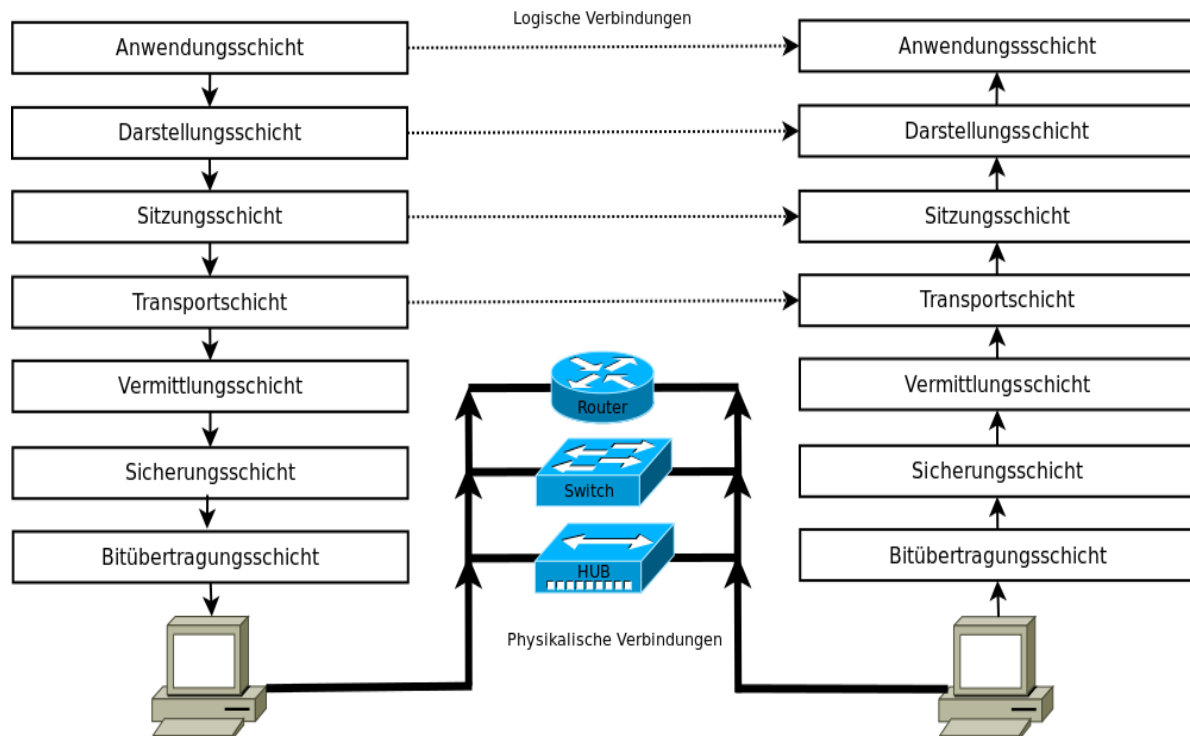 Logische Verbindungen
Anwendungsschicht
Anwendungssschicht
Darstellungsschicht
Darstellungsschicht
Sitzungsschicht
Sitzungsschicht
Transportschicht
Transportschicht
Vermittlungsschicht
Vermittlungsschicht
Router
Sicherungsschicht
Sicherungsschicht
Switch
Bitübertragungsschicht
Bitübertragungsschicht
HUB
Physikalische Verbindungen